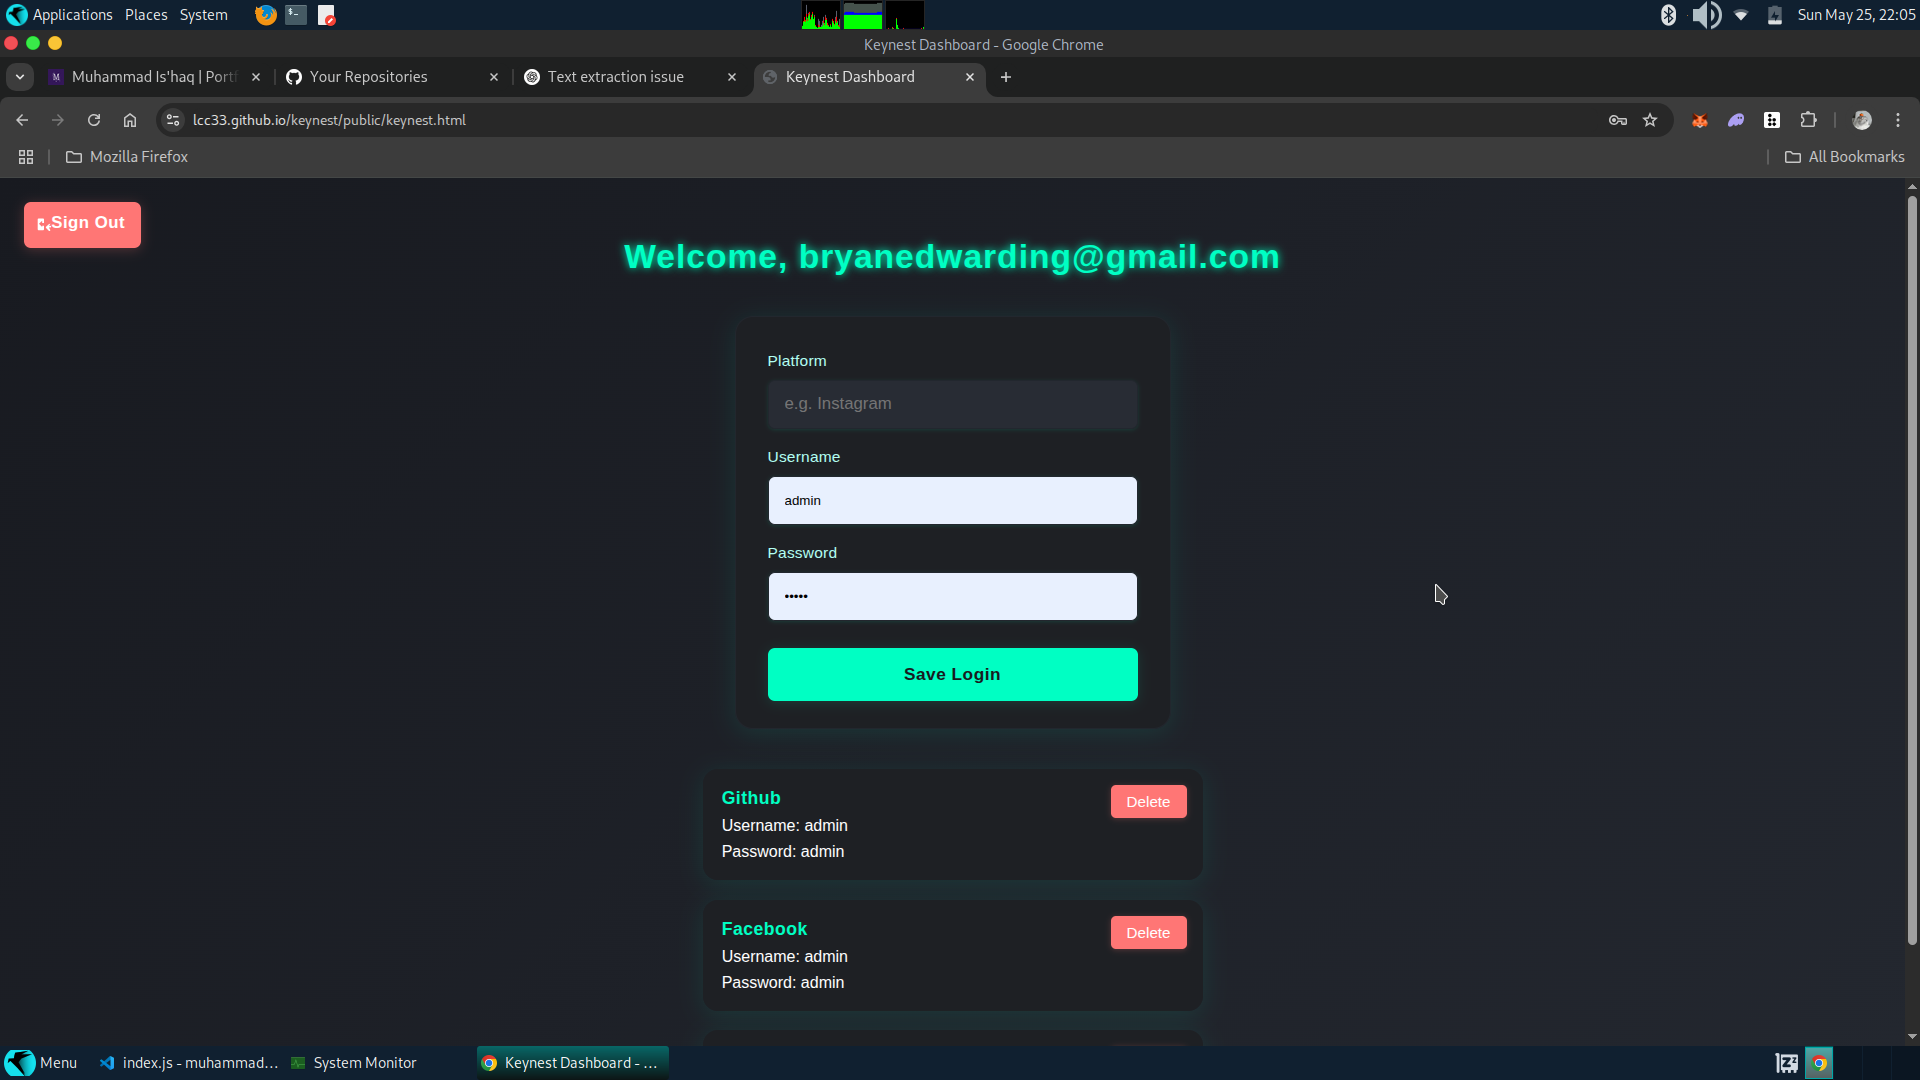 Applications Places System
Sun May 25, 22:05
Keynest Dashboard - Google Chrome
Muhammad Is'haq | Portf
Your Repositories
Text extraction issue
Keynest Dashboard
lcc33.github.io/keynest/public/keynest.html
Mozilla Firefox
All Bookmarks
Sign Out
Welcome, bryanedwarding@gmail.com
Platform
e.g. Instagram
Username
admin
Password
•••••
Save Login
Github
Delete
Username: admin
Password: admin
Facebook
Delete
Username: admin
Password: admin
Menu
index.js - muhammad...
System Monitor
Keynest Dashboard - ...